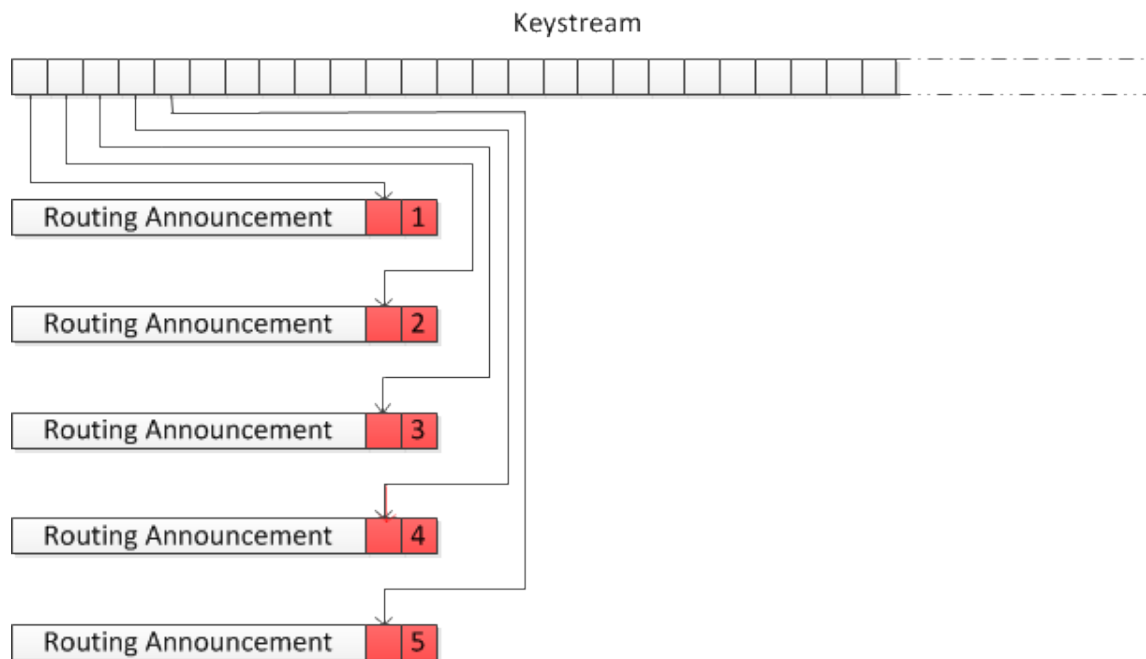 Keystream
Routing Announcement 1
Routing Announcement 2
Routing Announcement 3
Routing Announcement 4
Routing Announcement 5